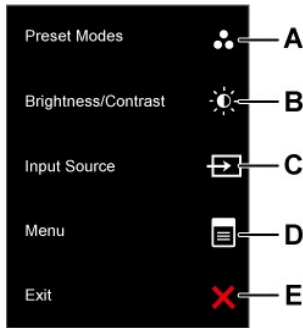 Preset Modes A
Brightness/Contrast B
Input Source C
Menu D
Exit E